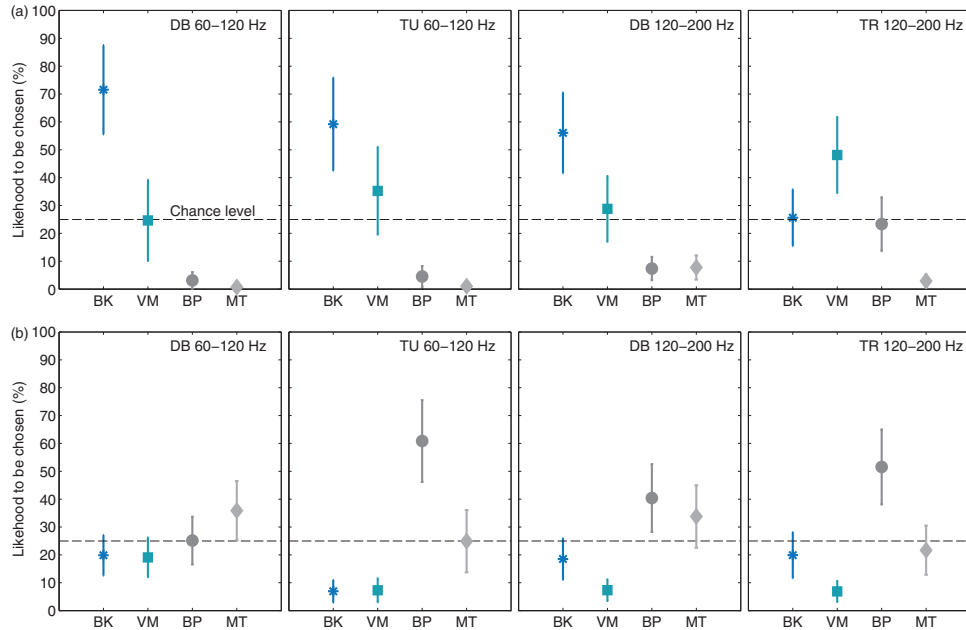 (a)
DB 60–120 Hz
TU 60–120 Hz
DB 120–200 Hz
TR 120–200 Hz
Likehood to be chosen (%)
100
90
80
70
60
50
40
30
20
10
0
Chance level
BK VM BP MT
BK VM BP MT
BK VM BP MT
BK VM BP MT
(b)
DB 60–120 Hz
TU 60–120 Hz
DB 120–200 Hz
TR 120–200 Hz
Likelihood to be chosen (%)
100
90
80
70
60
50
40
30
20
10
0
BK VM BP MT
BK VM BP MT
BK VM BP MT
BK VM BP MT